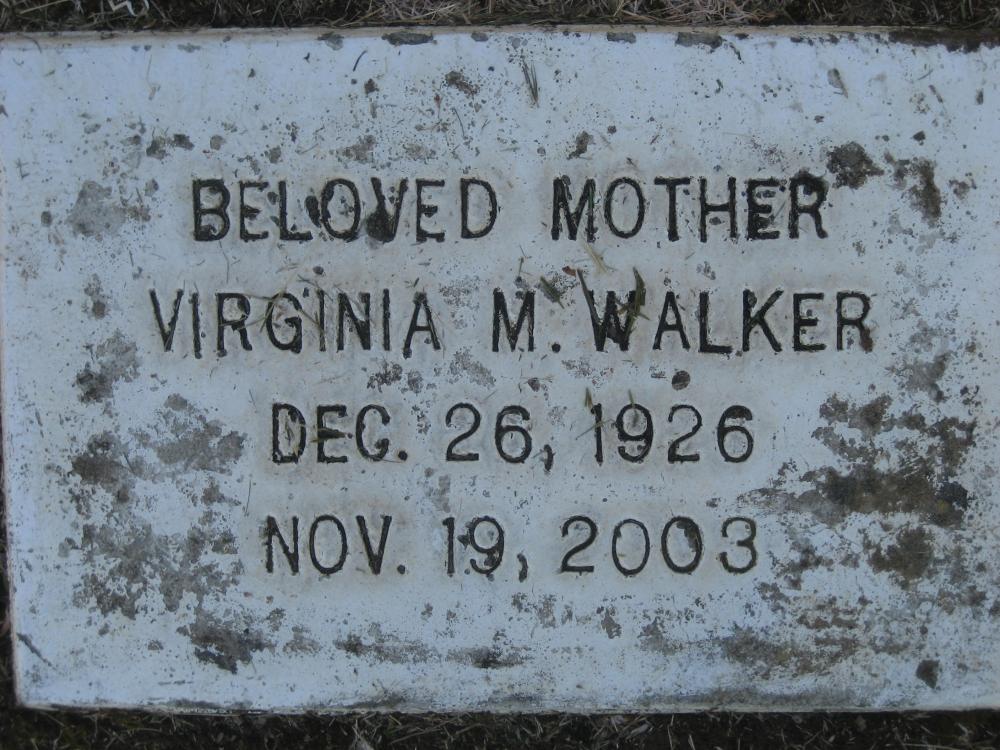 BELOVED MOTHER
VIRGINIA M. WALKER
DEC. 26, 1926
NOV. 19, 2003